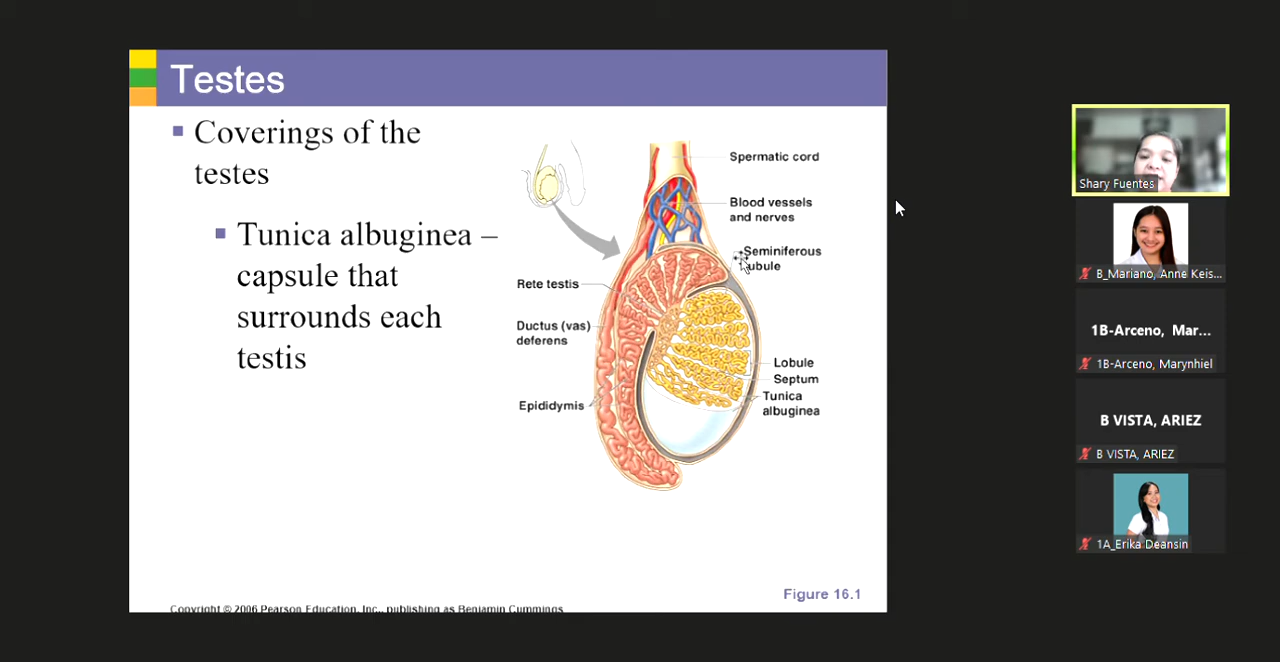 Testes
Coverings of the
testes
Tunica albuginea –
capsule that
surrounds each
testis
Spermatic cord
Blood vessels
and nerves
Seminiferous
tubule
Rete testis
Ductus (vas)
deferens
Lobule
Septum
Tunica
albuginea
Epididymis
Figure 16.1
Copyright © 2006 Pearson Education, Inc., publishing as Benjamin Cummings
Shary Fuentes
B_Mariano, Anne Keis...
1B-Arceno, Mar...
1B-Arceno, Marynhiel
B VISTA, ARIEZ
B VISTA, ARIEZ
1A_Erika Deansin